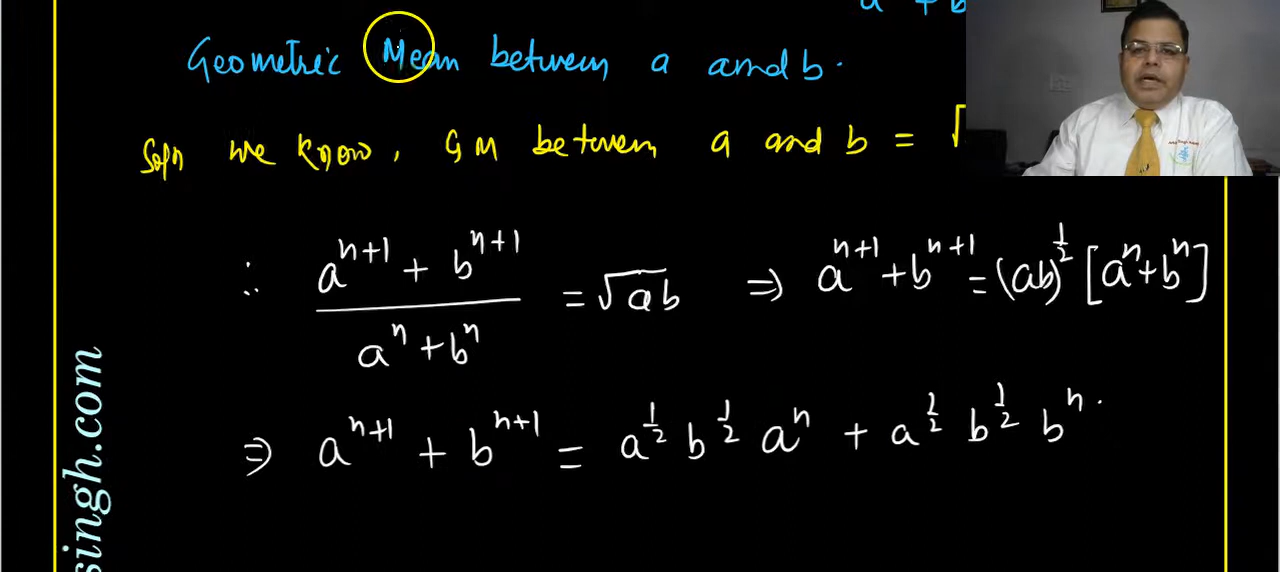 a + b
Geometric Mean between a and b.
Soln We know, GM between a and b = √
∴ (a^{n+1} + b^{n+1}) / (a^n + b^n) = √ab ⇒ a^{n+1} + b^{n+1} = (ab)^{1/2} [a^n + b^n]
⇒ a^{n+1} + b^{n+1} = a^{1/2} b^{1/2} a^n + a^{1/2} b^{1/2} b^n.
singh.com